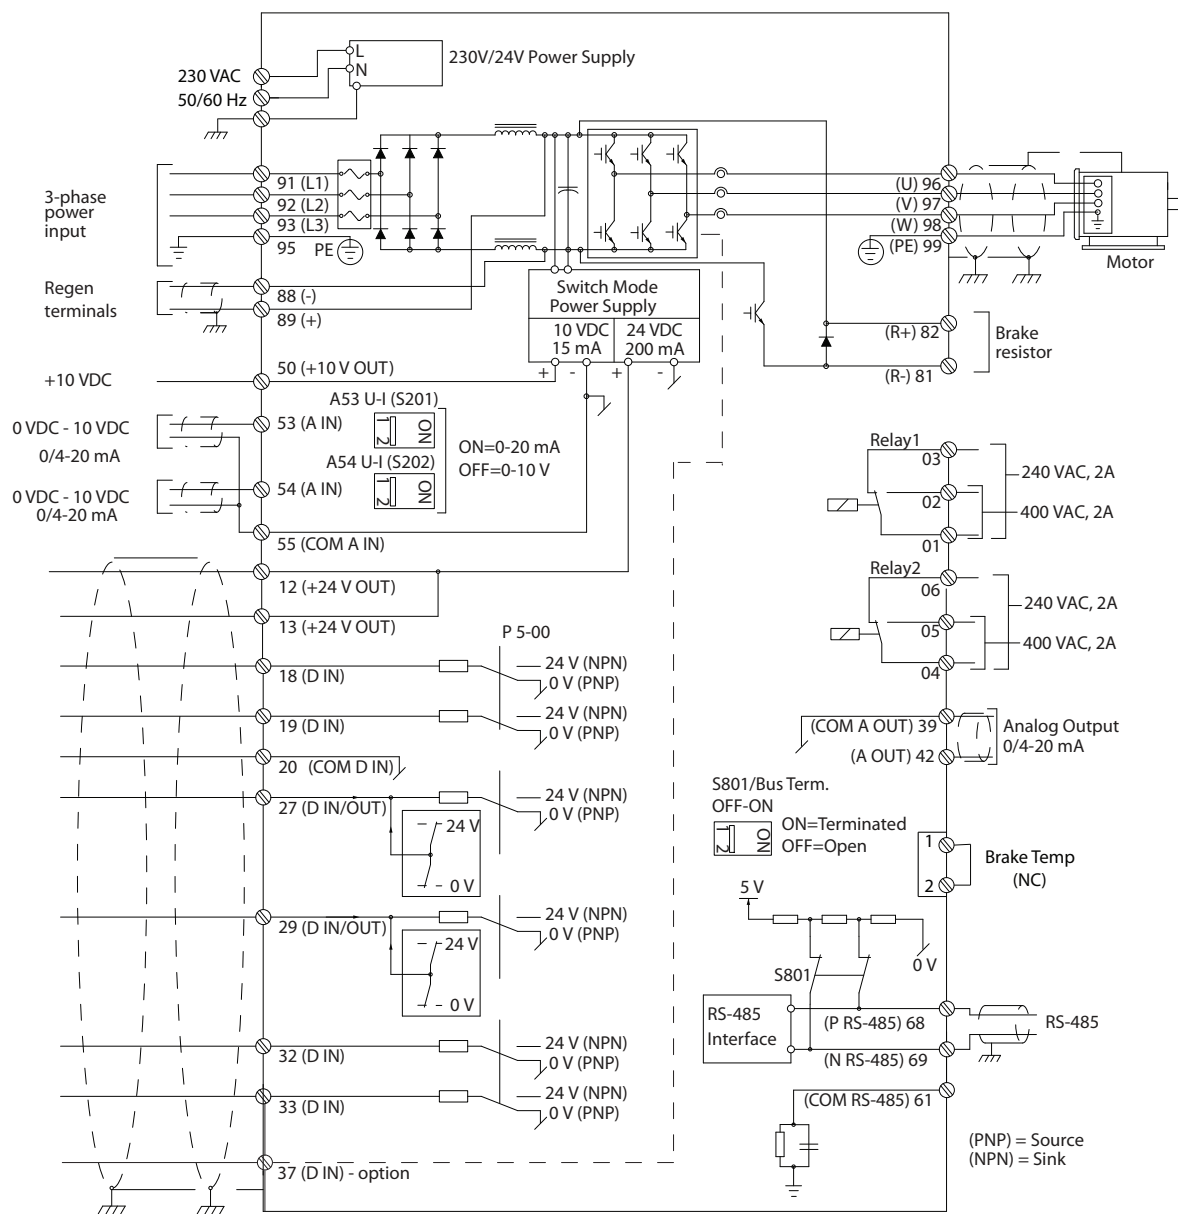 230V/24V Power Supply
L
N
230 VAC
50/60 Hz
3-phase
power
input
91 (L1)
92 (L2)
93 (L3)
95
PE
Regen
terminals
88 (-)
89 (+)
Switch Mode
Power Supply
10 VDC
15 mA
24 VDC
200 mA
+
-
+
-
(U) 96
(V) 97
(W) 98
(PE) 99
Motor
(R+) 82
(R-) 81
Brake
resistor
+10 VDC
50 (+10 V OUT)
0 VDC - 10 VDC
0/4-20 mA
53 (A IN)
A53 U-I (S201)
1
2
ON
A54 U-I (S202)
1
2
ON
ON=0-20 mA
OFF=0-10 V
0 VDC - 10 VDC
0/4-20 mA
54 (A IN)
55 (COM A IN)
12 (+24 V OUT)
13 (+24 V OUT)
P 5-00
18 (D IN)
24 V (NPN)
0 V (PNP)
19 (D IN)
24 V (NPN)
0 V (PNP)
20 (COM D IN)
27 (D IN/OUT)
24 V (NPN)
0 V (PNP)
24 V
0 V
29 (D IN/OUT)
24 V (NPN)
0 V (PNP)
24 V
0 V
32 (D IN)
24 V (NPN)
0 V (PNP)
33 (D IN)
24 V (NPN)
0 V (PNP)
37 (D IN) - option
Relay1
03
02
01
240 VAC, 2A
400 VAC, 2A
Relay2
06
05
04
240 VAC, 2A
400 VAC, 2A
(COM A OUT) 39
(A OUT) 42
Analog Output
0/4-20 mA
S801/Bus Term.
OFF-ON
1
2
ON
ON=Terminated
OFF=Open
1
2
Brake Temp
(NC)
5 V
0 V
S801
RS-485
Interface
(P RS-485) 68
(N RS-485) 69
RS-485
(COM RS-485) 61
(PNP) = Source
(NPN) = Sink